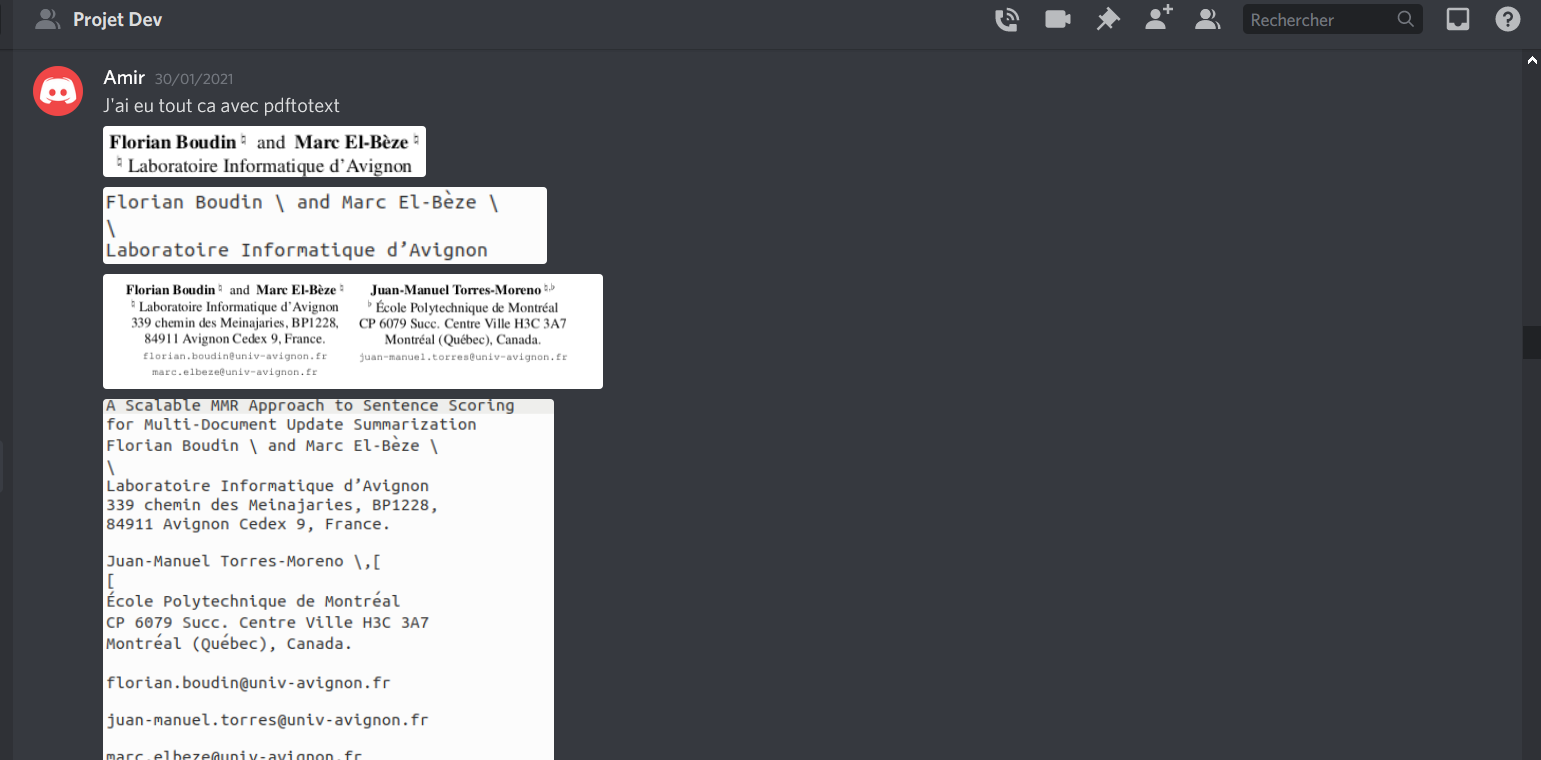 Projet Dev
Rechercher
Amir 30/01/2021
J'ai eu tout ca avec pdftotext
Florian Boudin ♮ and Marc El-Bèze ♮
♮ Laboratoire Informatique d’Avignon
Florian Boudin \ and Marc El-Bèze \
\
Laboratoire Informatique d’Avignon
Florian Boudin ♮ and Marc El-Bèze ♮
♮ Laboratoire Informatique d’Avignon
339 chemin des Meinajaries, BP1228,
84911 Avignon Cedex 9, France.
florian.boudin@univ-avignon.fr
marc.elbeze@univ-avignon.fr
Juan-Manuel Torres-Moreno ♮,♭
♭ École Polytechnique de Montréal
CP 6079 Succ. Centre Ville H3C 3A7
Montréal (Québec), Canada.
juan-manuel.torres@univ-avignon.fr
A Scalable MMR Approach to Sentence Scoring
for Multi-Document Update Summarization
Florian Boudin \ and Marc El-Bèze \
\
Laboratoire Informatique d’Avignon
339 chemin des Meinajaries, BP1228,
84911 Avignon Cedex 9, France.
Juan-Manuel Torres-Moreno \,[
[
École Polytechnique de Montréal
CP 6079 Succ. Centre Ville H3C 3A7
Montréal (Québec), Canada.
florian.boudin@univ-avignon.fr
juan-manuel.torres@univ-avignon.fr
marc.elbeze@univ-avignon.fr